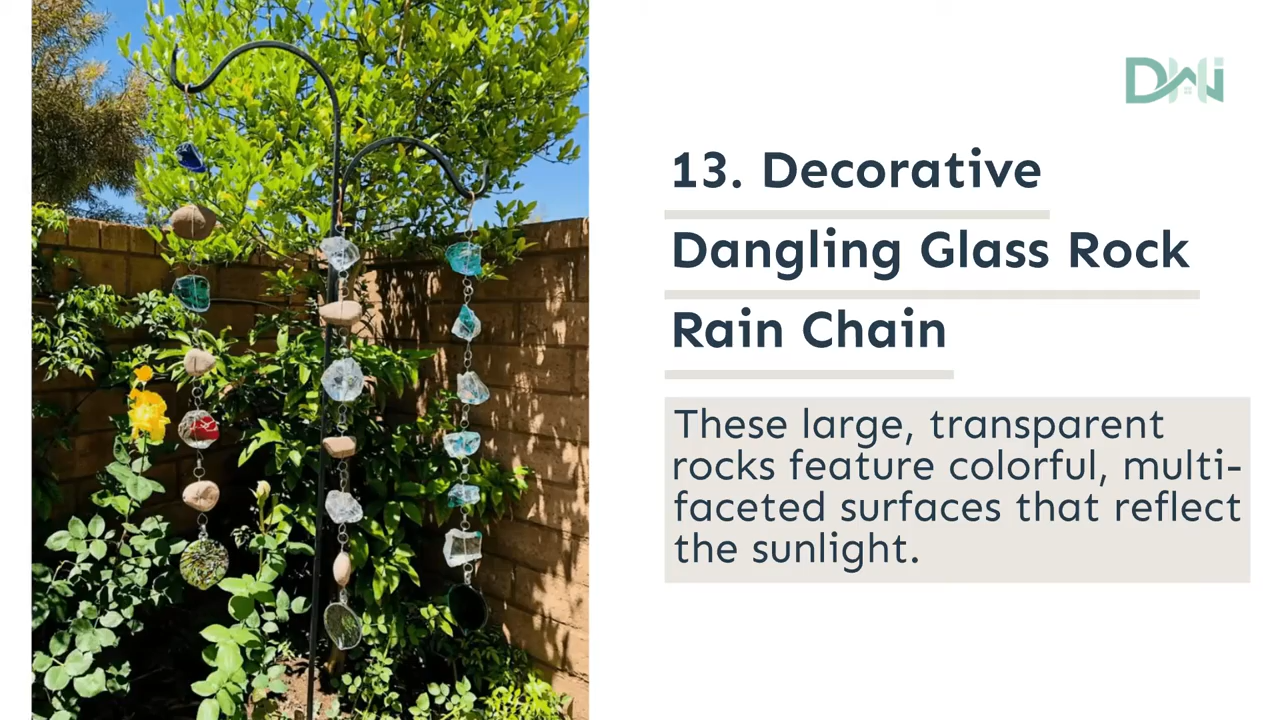 DHI
13. Decorative
Dangling Glass Rock
Rain Chain
These large, transparent
rocks feature colorful, multi-
faceted surfaces that reflect
the sunlight.